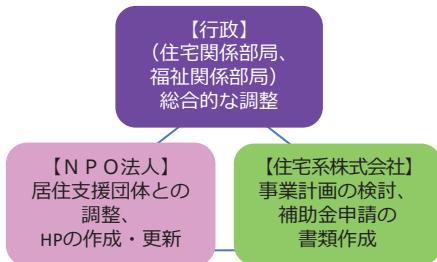 【行政】
（住宅関係部局、
福祉関係部局）
総合的な調整
【ＮＰＯ法人】
居住支援団体との
調整、
HPの作成・更新
【住宅系株式会社】
事業計画の検討、
補助金申請の
書類作成